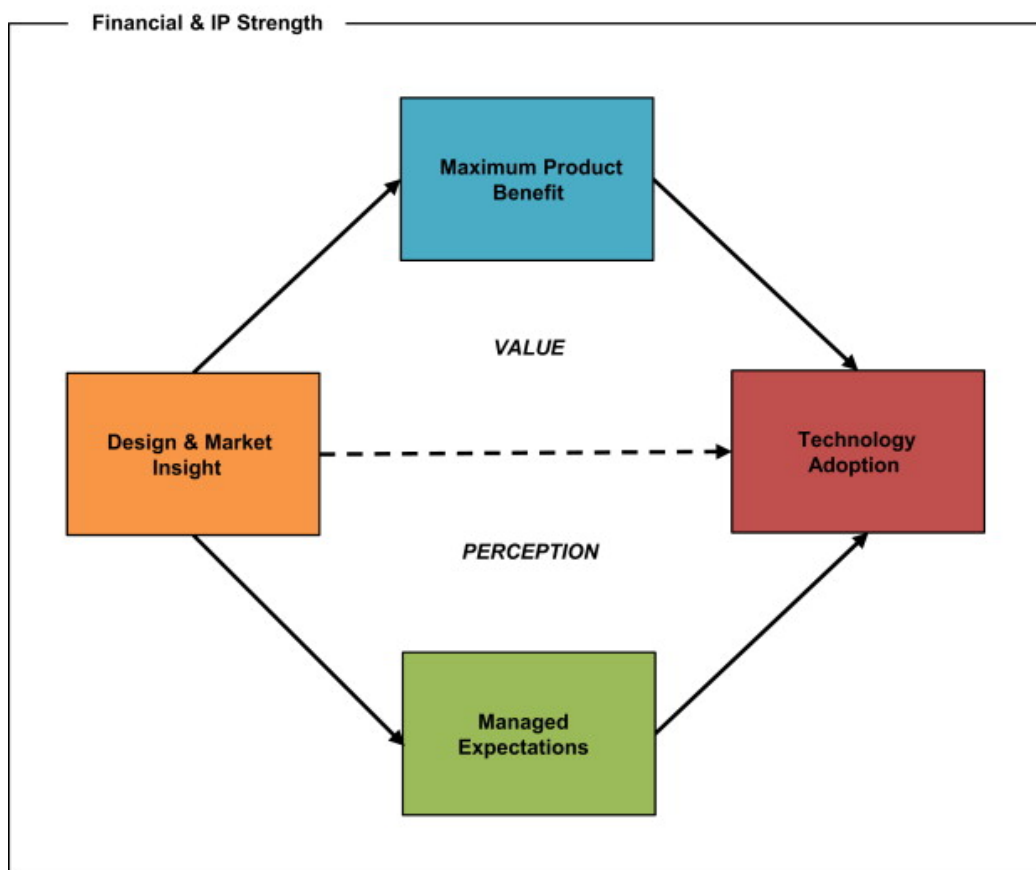 Financial & IP Strength
Maximum Product
Benefit
VALUE
Design & Market
Insight
Technology
Adoption
PERCEPTION
Managed
Expectations